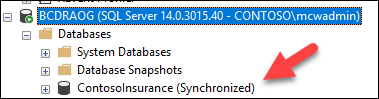 BCDRAOG (SQL Server 14.0.3015.40 - CONTOSO\mcwadmin)
Databases
System Databases
Database Snapshots
ContosoInsurance (Synchronized)